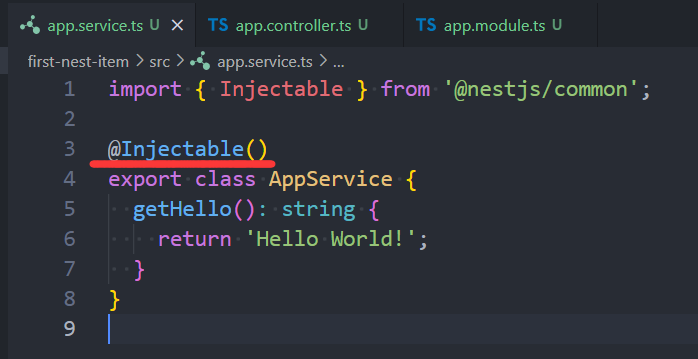 app.service.ts U × TS app.controller.ts U TS app.module.ts U
first-nest-item > src > app.service.ts > ...
1 import { Injectable } from '@nestjs/common';
2
3 @Injectable()
4 export class AppService {
5 getHello(): string {
6 return 'Hello World!';
7 }
8 }
9